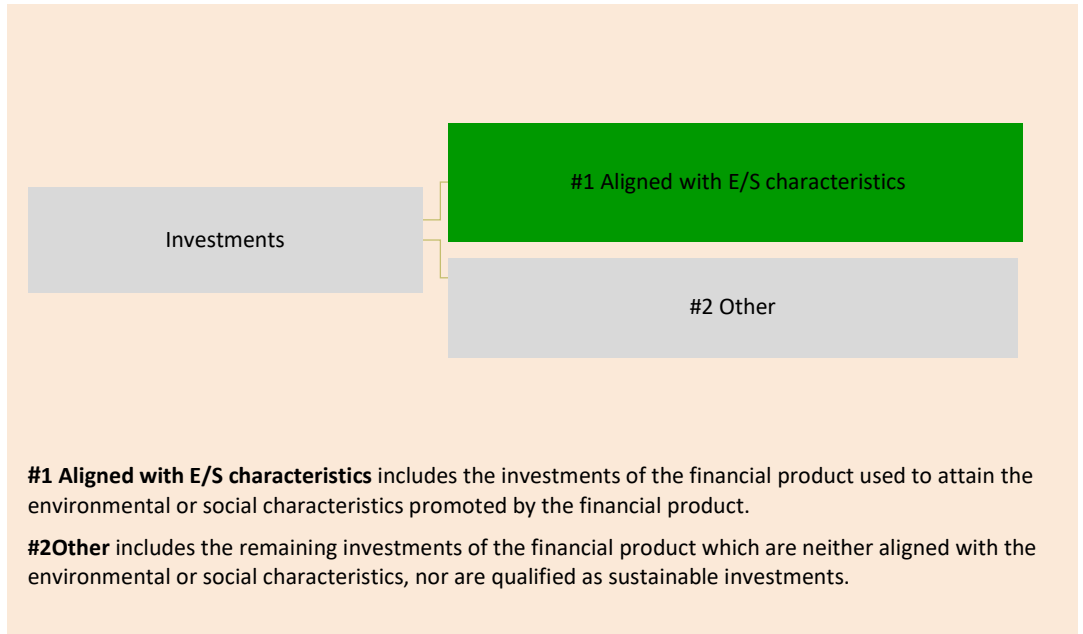 #1 Aligned with E/S characteristics
Investments
#2 Other
#1 Aligned with E/S characteristics includes the investments of the financial product used to attain the
environmental or social characteristics promoted by the financial product.
#2Other includes the remaining investments of the financial product which are neither aligned with the
environmental or social characteristics, nor are qualified as sustainable investments.